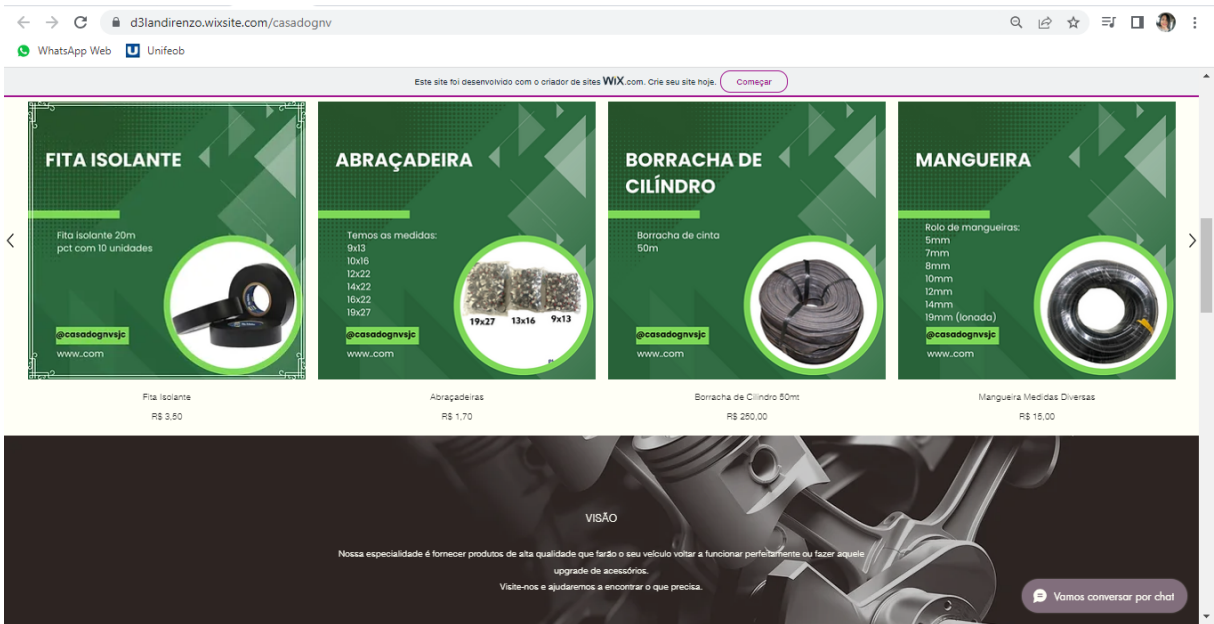 d3landirenzo.wixsite.com/casadognv
WhatsApp Web
Unifeob
Este site foi desenvolvido com o criador de sites WiX.com. Crie seu site hoje.
Começar
FITA ISOLANTE
Fita isolante 20m
pct com 10 unidades
@casadognvsjc
www..com
ABRAÇADEIRA
Temos as medidas:
9x13
10x16
12x22
14x22
16x22
19x27
19x27 13x16 9x13
@casadognvsjc
www..com
BORRACHA DE
CILÍNDRO
Borracha de cinta
50m
@casadognvsjc
www..com
MANGUEIRA
Rolo de mangueiras:
5mm
7mm
8mm
10mm
12mm
14mm
19mm (lonada)
@casadognvsjc
www..com
Fita Isolante
R$ 3,50
Abraçadeiras
R$ 1,70
Borracha de Cilindro 50mt
R$ 250,00
Mangueira Medidas Diversas
R$ 15,00
VISÃO
Nossa especialidade é fornecer produtos de alta qualidade que farão o seu veículo voltar a funcionar perfeitamente ou fazer aquele
upgrade de acessórios.
Visite-nos e ajudaremos a encontrar o que precisa.
Vamos conversar por chat